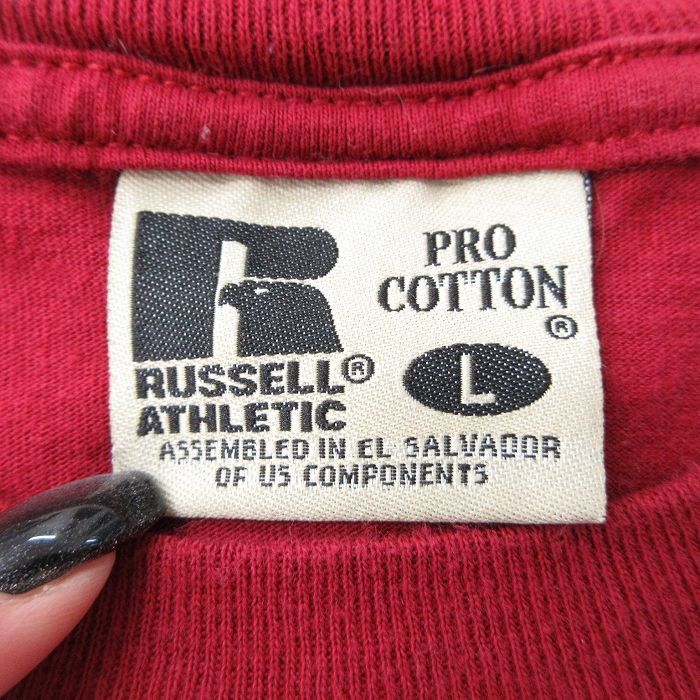 PRO
COTTON®
RUSSELL®
ATHLETIC
L
ASSEMBLED IN EL SALVADOR
OF US COMPONENTS